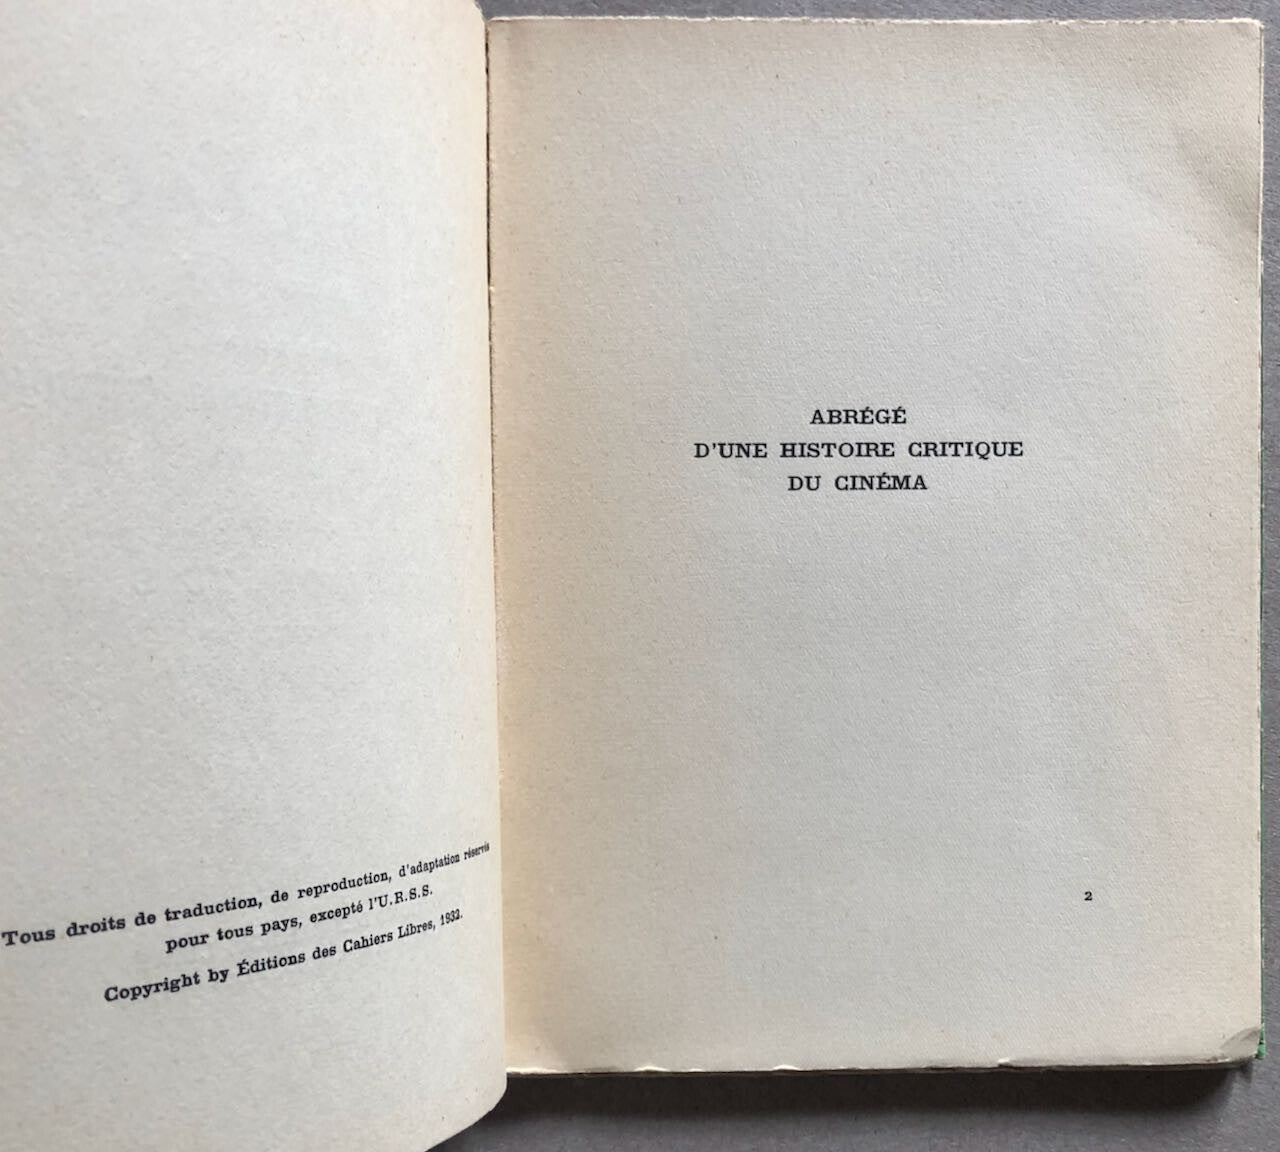 Tous droits de traduction, de reproduction, d'adaptation réservés
pour tous pays, excepté l'U.R.S.S.
Copyright by Éditions des Cahiers Libres, 1932.
ABRÉGÉ
D'UNE HISTOIRE CRITIQUE
DU CINÉMA
2